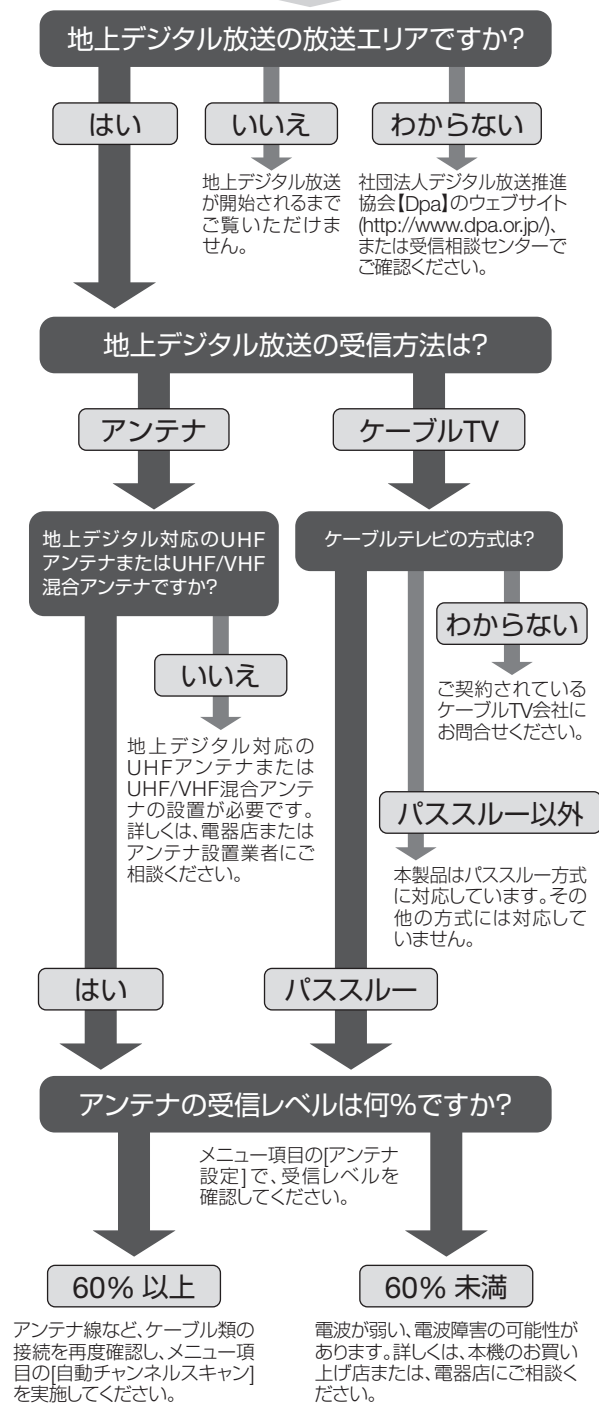 地上デジタル放送の放送エリアですか?
はい
いいえ
わからない
地上デジタル放送
が開始されるまで
ご覧いただけま
せん。
社団法人デジタル放送推進
協会【Dpa】のウェブサイト
(http://www.dpa.or.jp/)、
または受信相談センターで
ご確認ください。
地上デジタル放送の受信方法は?
アンテナ
ケーブルTV
地上デジタル対応のUHF
アンテナまたはUHF/VHF
混合アンテナですか?
ケーブルテレビの方式は?
わからない
ご契約されている
ケーブルTV会社に
お問合せください。
いいえ
地上デジタル対応の
UHFアンテナまたは
UHF/VHF混合アンテ
ナの設置が必要です。
詳しくは、電器店または
アンテナ設置業者にご
相談ください。
パススルー以外
本製品はパススルー方式
に対応しています。その
他の方式には対応して
いません。
はい
パススルー
アンテナの受信レベルは何%ですか?
メニュー項目の[アンテナ
設定]で、受信レベルを
確認してください。
60% 以上
60% 未満
アンテナ線など、ケーブル類の
接続を再度確認し、メニュー項
目の[自動チャンネルスキャン]
を実施してください。
電波が弱い、電波障害の可能性が
あります。詳しくは、本機のお買い
上げ店または、電器店にご相談く
ださい。